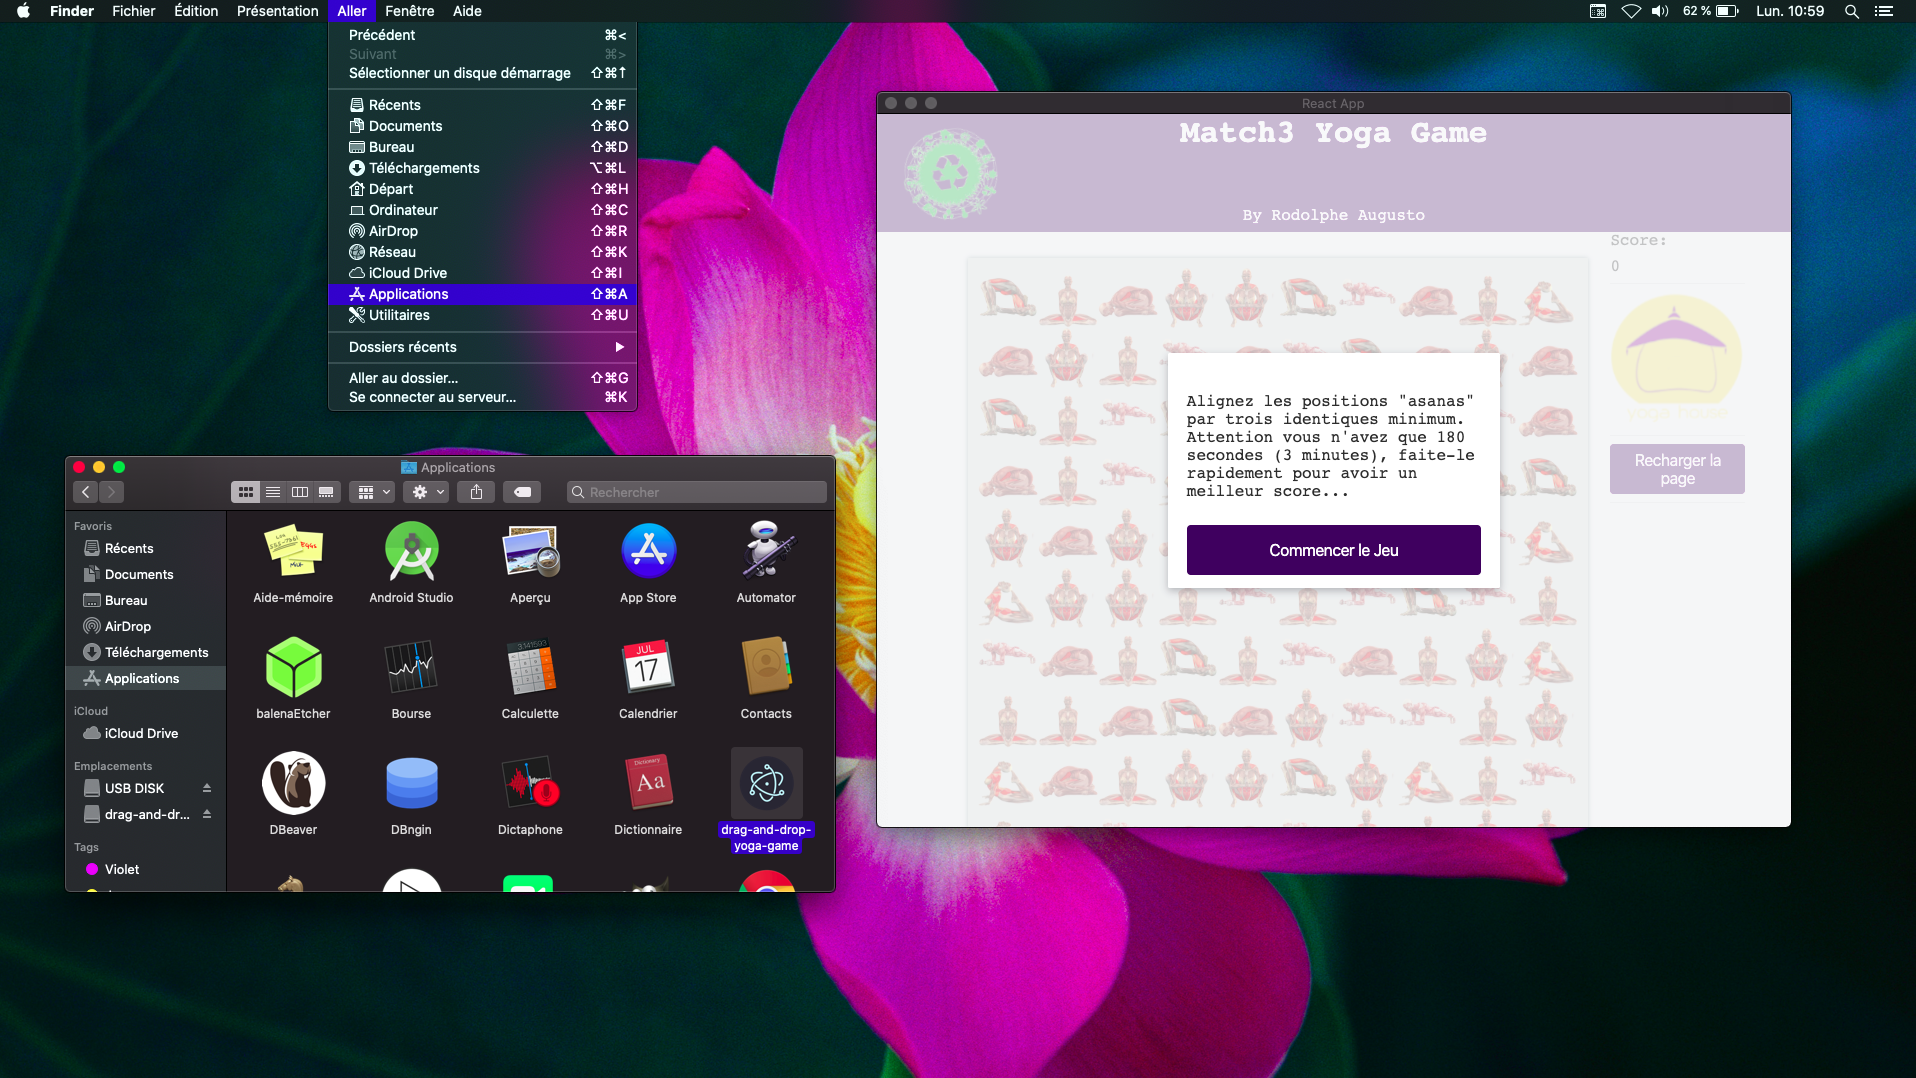 Finder Fichier Édition Présentation Aller Fenêtre Aide
62 % Lun. 10:59
Précédent ⌘<
Suivant ⌘>
Sélectionner un disque démarrage ⇧⌘↑
Récents ⇧⌘F
Documents ⇧⌘O
Bureau ⇧⌘D
Téléchargements ⌥⌘L
Départ ⇧⌘H
Ordinateur ⇧⌘C
AirDrop ⇧⌘R
Réseau ⇧⌘K
iCloud Drive ⇧⌘I
Applications ⇧⌘A
Utilitaires ⇧⌘U
Dossiers récents
Aller au dossier... ⇧⌘G
Se connecter au serveur... ⌘K
Applications
Rechercher
Favoris
Récents
Documents
Bureau
AirDrop
Téléchargements
Applications
iCloud
iCloud Drive
Emplacements
USB DISK
drag-and-dr...
Tags
Violet
Aide-mémoire Android Studio Aperçu App Store Automator
JUL
17
balenaEtcher Bourse Calculette Calendrier Contacts
Dictionary
Aa
DBeaver DBngin Dictaphone Dictionnaire drag-and-drop-
yoga-game
React App
Match3 Yoga Game
By Rodolphe Augusto
Score:
0
yoga house
Recharger la
page
Alignez les positions "asanas"
par trois identiques minimum.
Attention vous n'avez que 180
secondes (3 minutes), faite-le
rapidement pour avoir un
meilleur score...
Commencer le Jeu